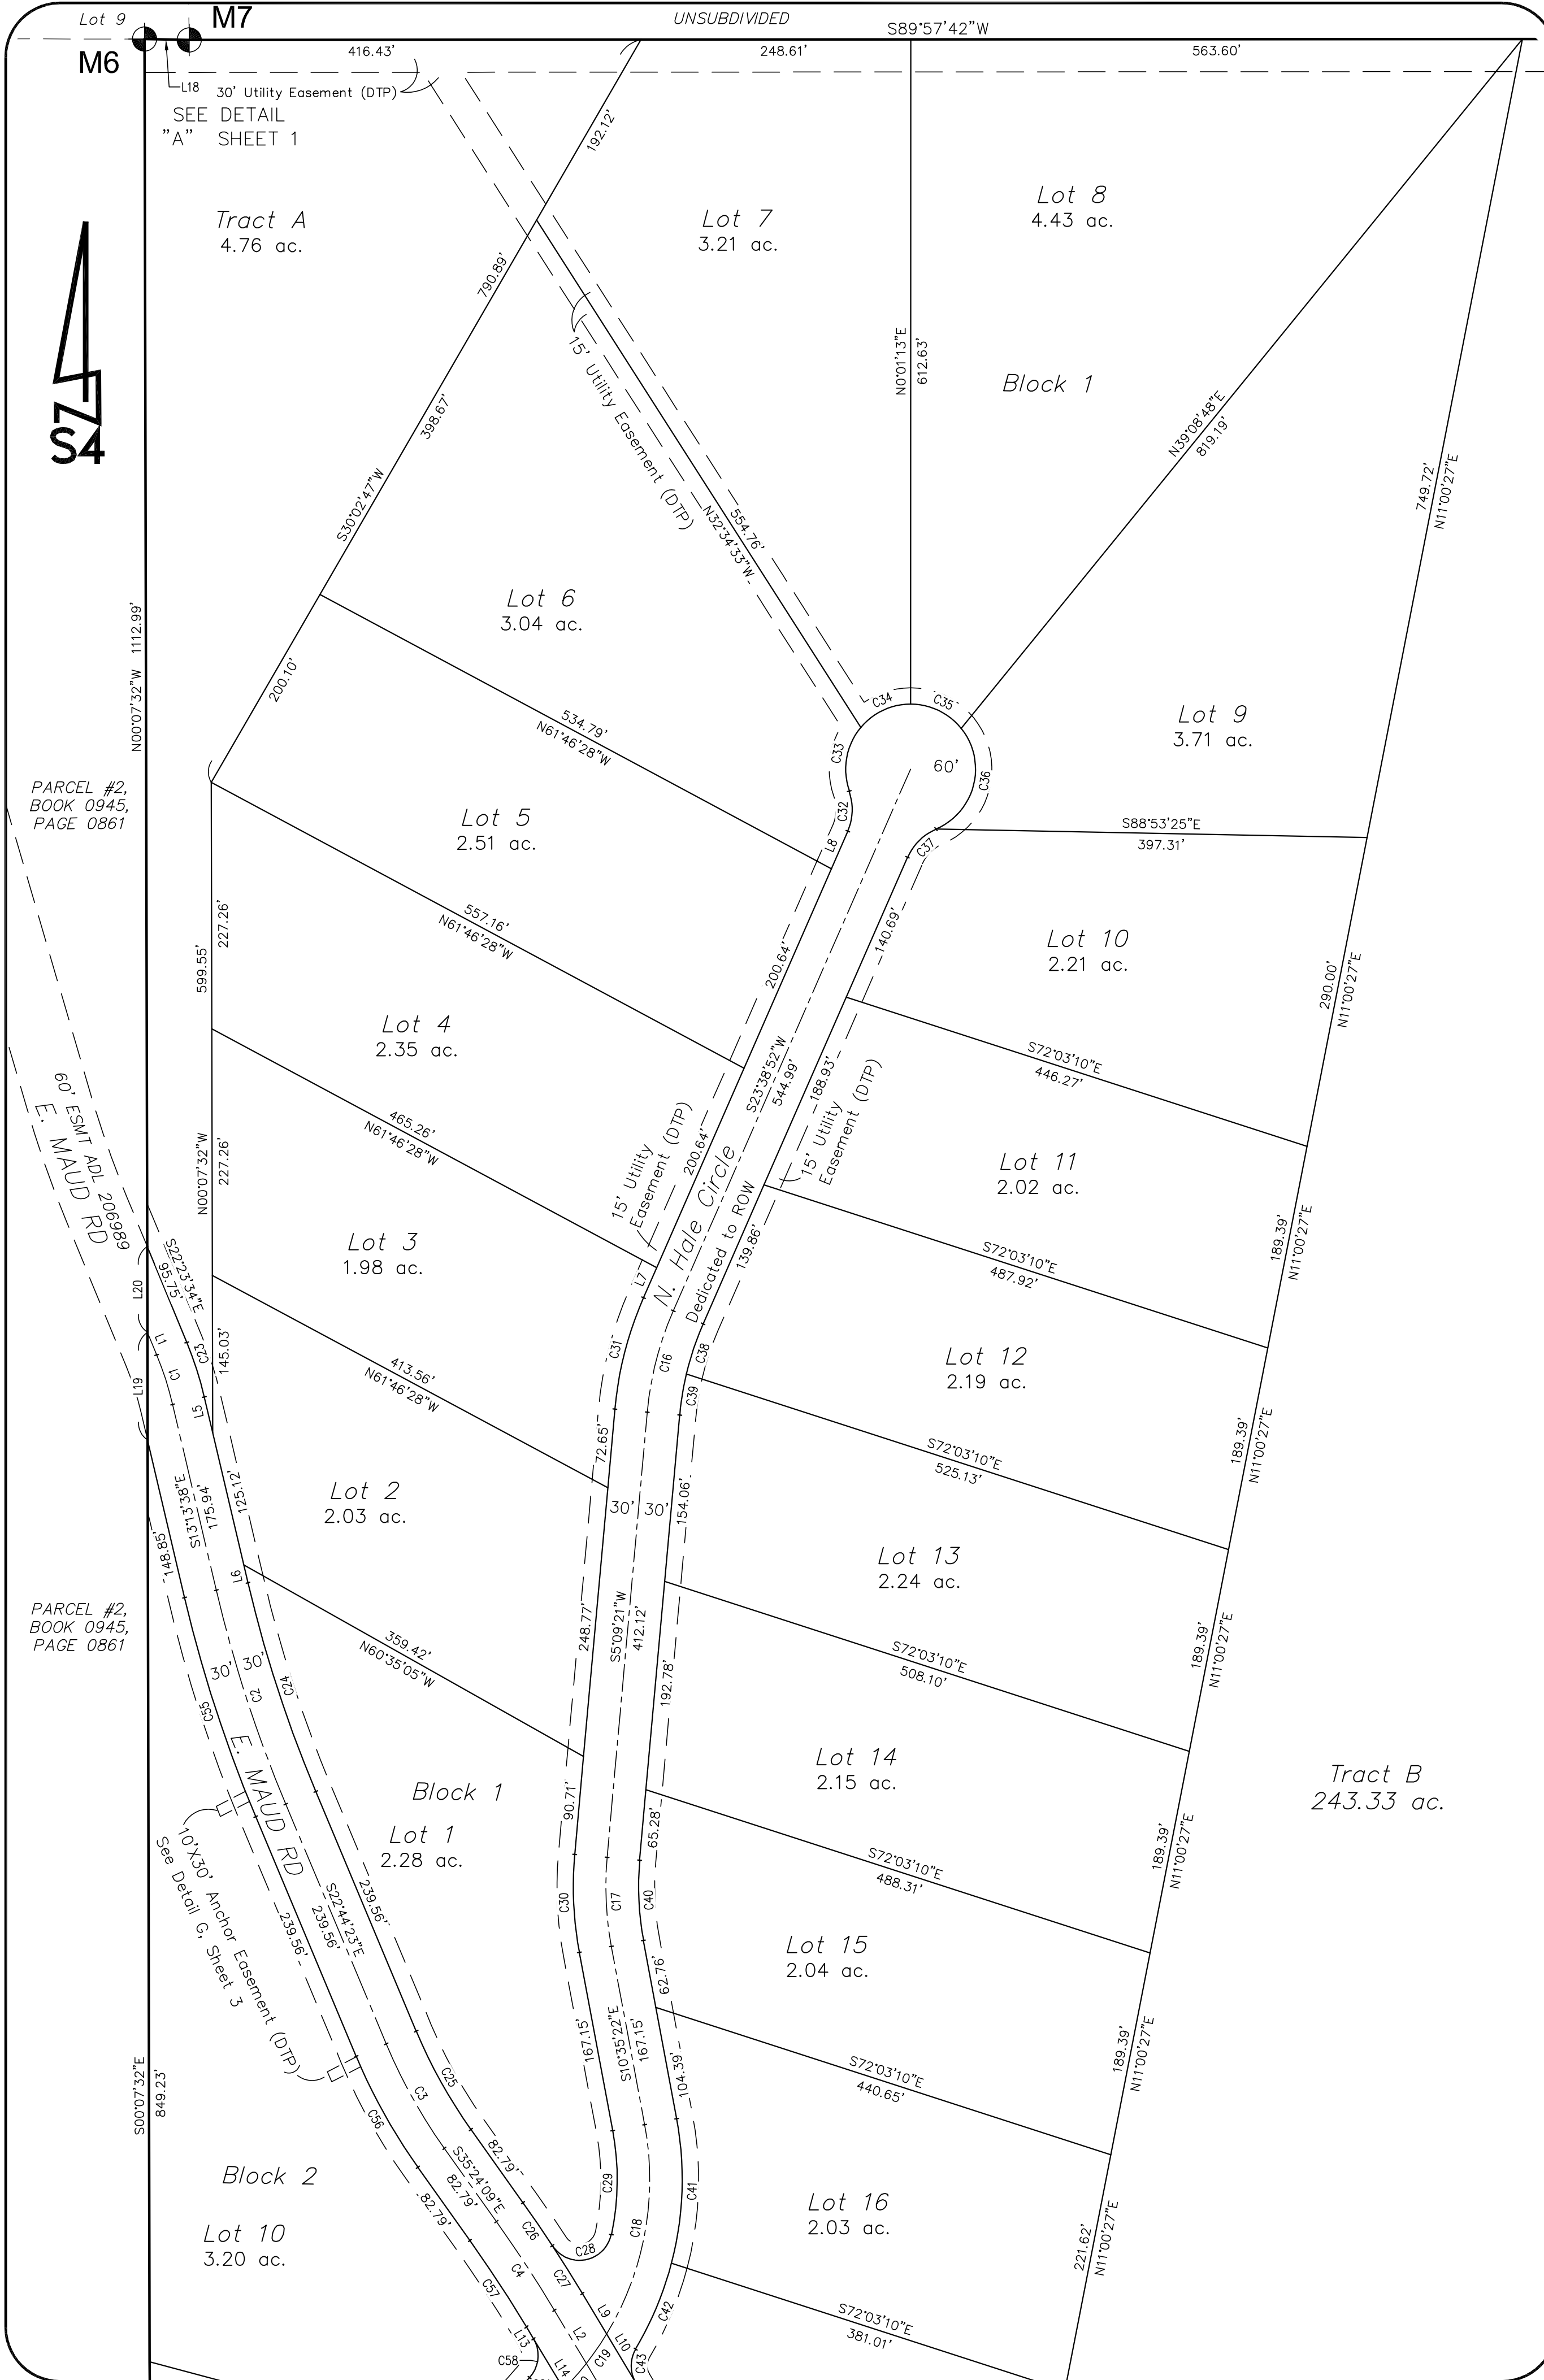 Lot 9
M7
UNSUBDIVIDED
S89°57'42"W
M6
416.43'
248.61'
563.60'
L18
30' Utility Easement (DTP)
SEE DETAIL
"A" SHEET 1
192.12'
Tract A
4.76 ac.
Lot 7
3.21 ac.
Lot 8
4.43 ac.
790.89'
15' Utility Easement (DTP)
N0°01'13"E
612.63'
Block 1
N39°08'48"E
819.19'
S4
398.67'
S30°02'47"W
N32°34'33"W
554.76'
749.72'
N11°00'27"E
Lot 6
3.04 ac.
N00°07'32"W 1112.99'
200.10'
534.79'
N61°46'28"W
C34
C35
C33
60'
C36
C32
L8
C37
Lot 9
3.71 ac.
PARCEL #2,
BOOK 0945,
PAGE 0861
Lot 5
2.51 ac.
S88°53'25"E
397.31'
599.55'
227.26'
557.16'
N61°46'28"W
200.64'
140.69'
Lot 10
2.21 ac.
290.00'
N11°00'27"E
Lot 4
2.35 ac.
S23°38'52"W
544.99'
188.93'
S72°03'10"E
446.27'
60' ESMT ADL 206989
E. MAUD RD
N00°07'32"W
227.26'
465.26'
N61°46'28"W
15' Utility
Easement (DTP)
200.64'
N. Hale Circle
Dedicated to ROW
15' Utility
Easement (DTP)
139.86'
Lot 11
2.02 ac.
189.39'
N11°00'27"E
Lot 3
1.98 ac.
S72°03'10"E
487.92'
S22°23'34"E
95.75'
L20
L1
C1
C23
145.03'
L19
L5
L7
C31
C16
C38
C39
Lot 12
2.19 ac.
413.56'
N61°46'28"W
72.65'
S72°03'10"E
525.13'
189.39'
N11°00'27"E
S13°13'38"E
175.94'
125.12'
148.85'
L6
Lot 2
2.03 ac.
30'
30'
154.06'
Lot 13
2.24 ac.
PARCEL #2,
BOOK 0945,
PAGE 0861
359.42'
N60°35'05"W
248.77'
S5°09'21"W
412.12'
192.78'
S72°03'10"E
508.10'
189.39'
N11°00'27"E
30'
30'
C55
C2
C24
E. MAUD RD
Block 1
Lot 1
2.28 ac.
90.71'
65.28'
Lot 14
2.15 ac.
Tract B
243.33 ac.
10'X30' Anchor Easement (DTP)
See Detail G, Sheet 3
239.56'
S22°44'23"E
239.56'
239.56'
C30
C17
C40
S72°03'10"E
488.31'
189.39'
N11°00'27"E
Lot 15
2.04 ac.
62.76'
167.15'
S10°35'22"E
167.15'
104.39'
S00°07'32"E
849.23'
C56
C3
C25
S72°03'10"E
440.65'
189.39'
N11°00'27"E
82.79'
S35°24'09"E
82.79'
82.79'
Block 2
Lot 10
3.20 ac.
C29
C18
C41
Lot 16
2.03 ac.
221.62'
N11°00'27"E
C57
C4
C26
C28
C27
L9
L10
C42
S72°03'10"E
381.01'
L13
L2
C58
L14
C19
C43